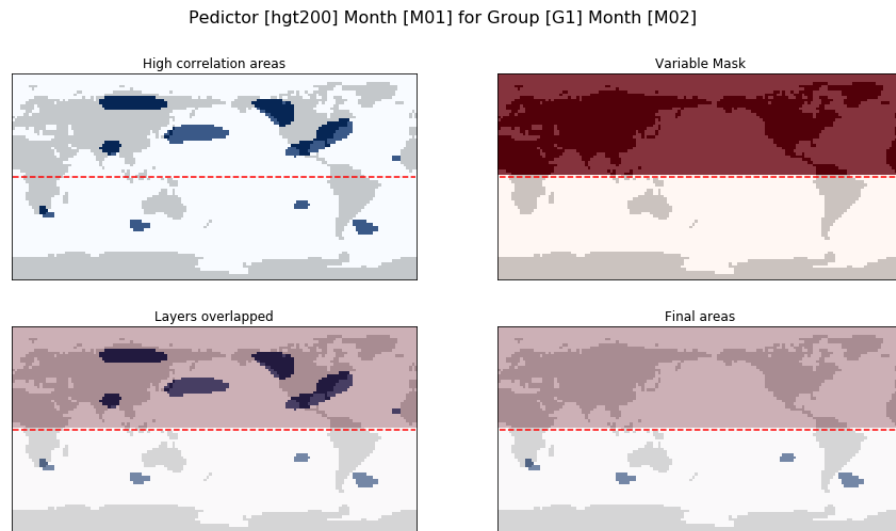 Pedictor [hgt200] Month [M01] for Group [G1] Month [M02]
High correlation areas
Variable Mask
Layers overlapped
Final areas